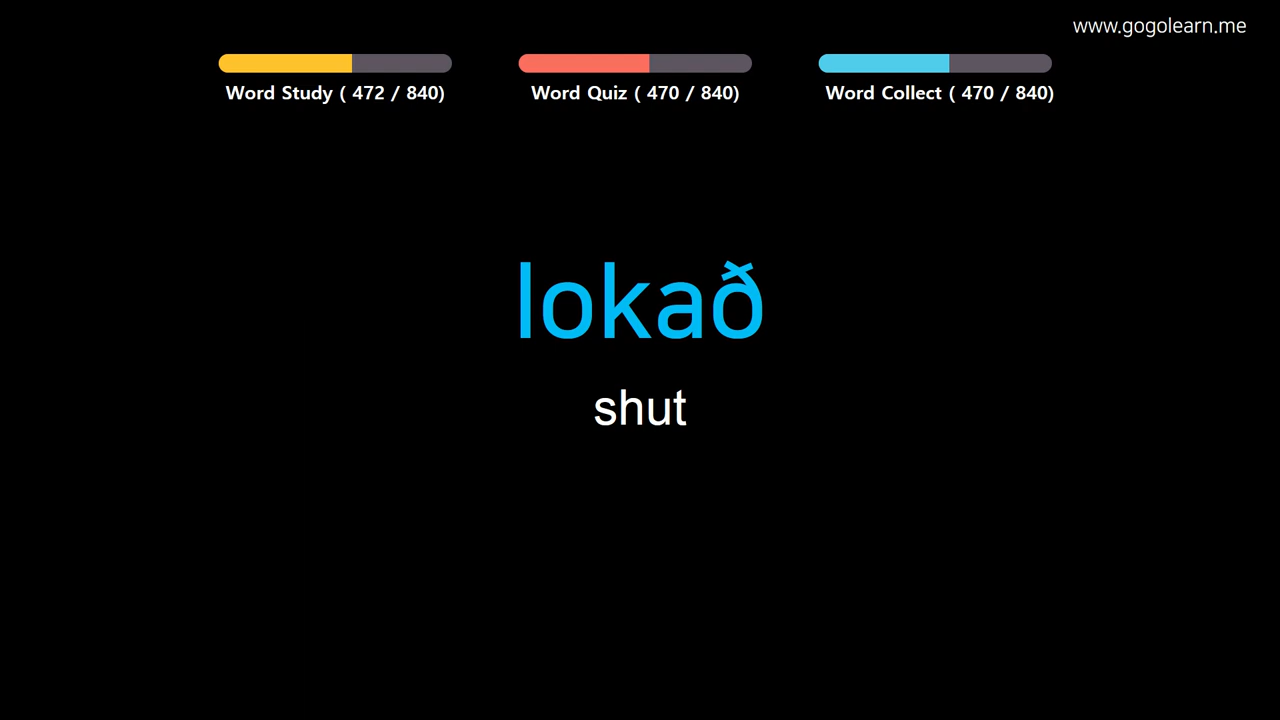 www.gogolearn.me
Word Study ( 472 / 840)
Word Quiz ( 470 / 840)
Word Collect ( 470 / 840)
lokað
shut